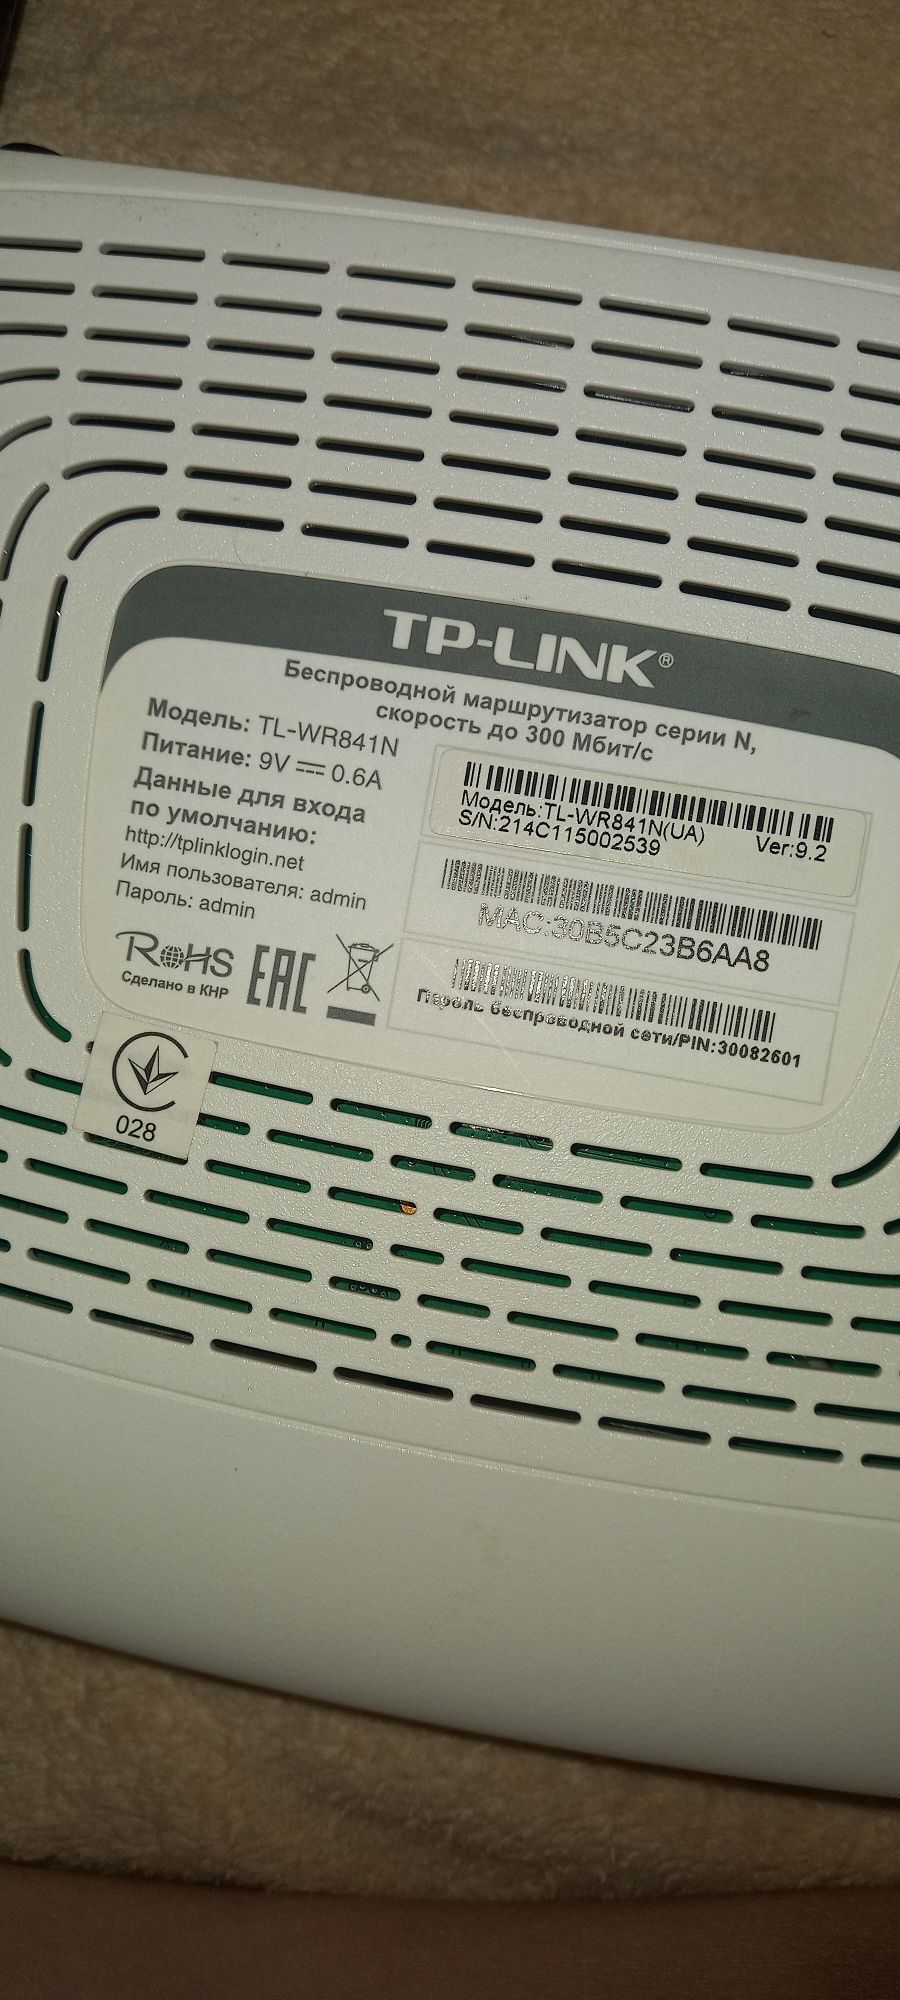 TP-LINK®
Беспроводной маршрутизатор серии N,
скорость до 300 Мбит/с
Модель: TL-WR841N
Питание: 9V 0.6A
Данные для входа
по умолчанию:
http://tplinklogin.net
Имя пользователя: admin
Пароль: admin
RoHS
Сделано в КНР
EAC
028
Модель:TL-WR841N(UA) Ver:9.2
S/N:214C115002539
MAC:30B5C23B6AA8
Пароль беспроводной сети/PIN:30082601